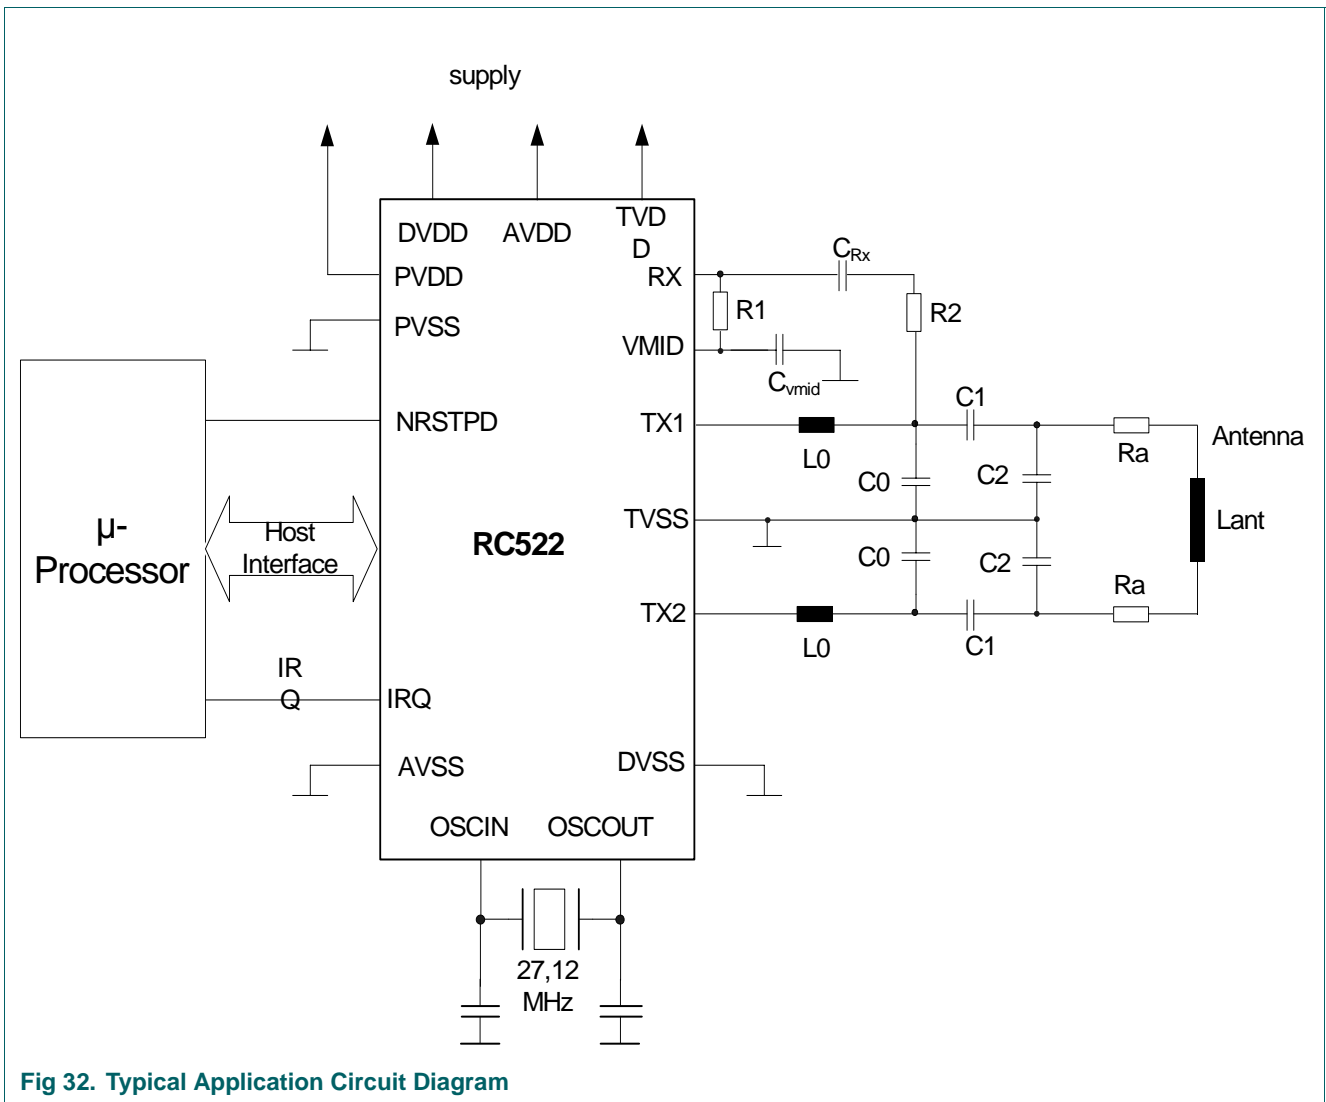 supply
DVDD
AVDD
TVD
D
PVDD
RX
C_Rx
R1
R2
PVSS
VMID
C_vmid
NRSTPD
TX1
L0
C1
Ra
Antenna
C0
C2
Lant
µ-
Processor
Host
Interface
RC522
TVSS
C0
C2
Ra
TX2
L0
C1
IR
Q
IRQ
AVSS
DVSS
OSCIN
OSCOUT
27,12
MHz
Fig 32. Typical Application Circuit Diagram